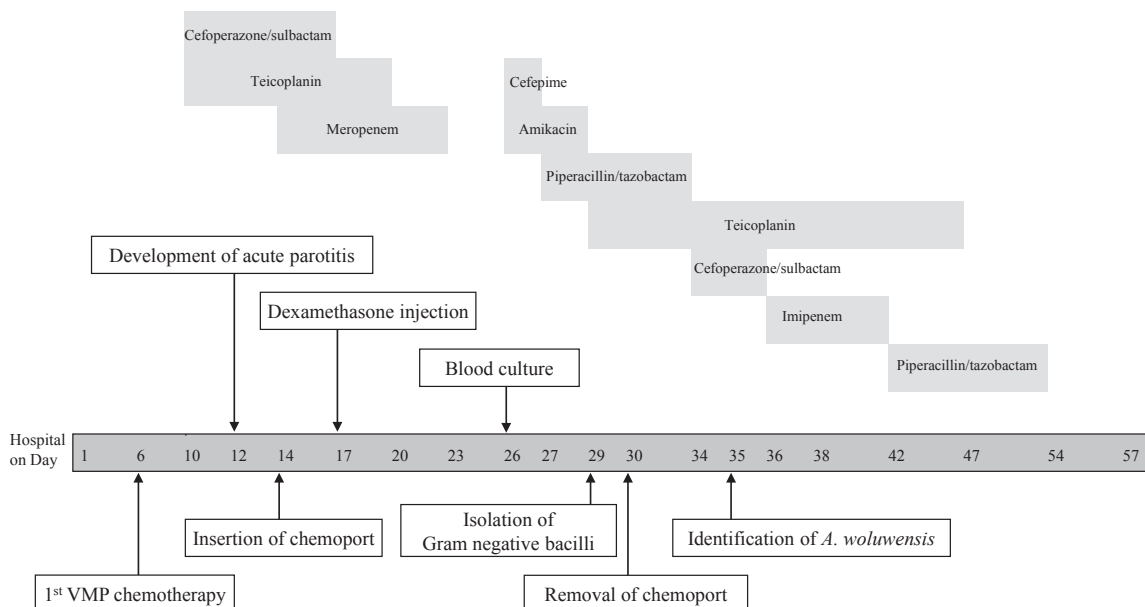 Cefoperazone/sulbactam
Teicoplanin
Cefepime
Meropenem
Amikacin
Piperacillin/tazobactam
Teicoplanin
Development of acute parotitis
Cefoperazone/sulbactam
Dexamethasone injection
Imipenem
Blood culture
Piperacillin/tazobactam
Hospital
on Day
1 6 10 12 14 17 20 23 26 27 29 30 34 35 36 38 42 47 54 57
Insertion of chemoport
Isolation of
Gram negative bacilli
Identification of A. woluwensis
1st VMP chemotherapy
Removal of chemoport